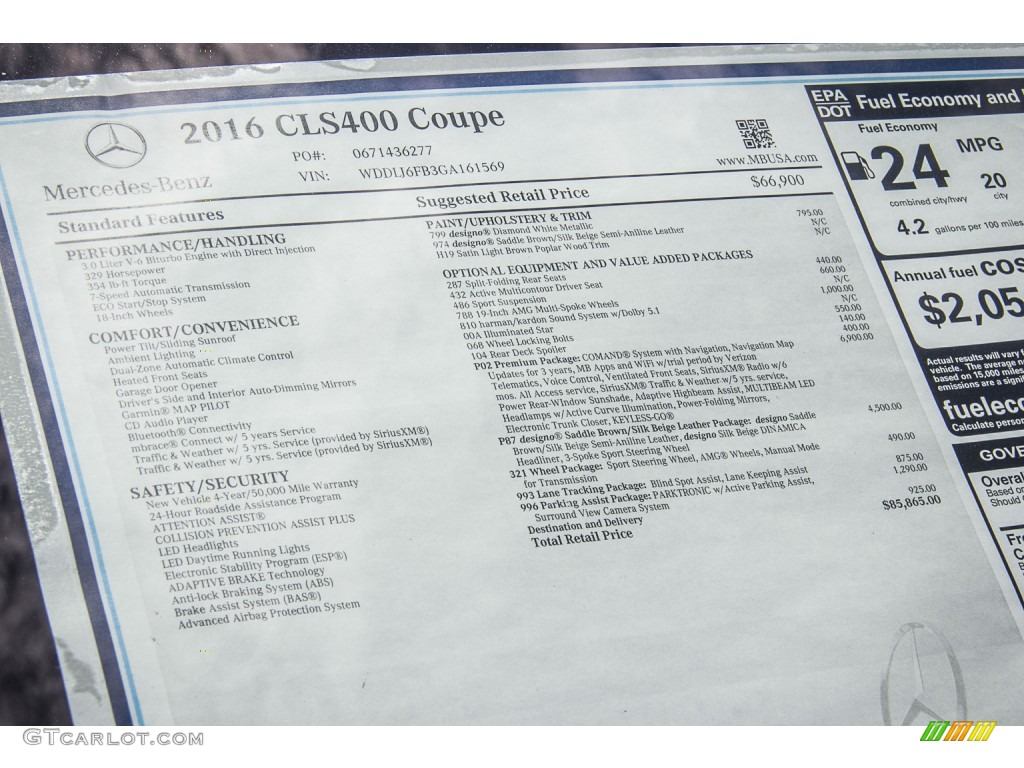 2016 CLS400 Coupe
PO#: 0671436277
VIN: WDDLJ6FB3GA161569
Mercedes-Benz
www.MBUSA.com
Standard Features
Suggested Retail Price $66,900
PERFORMANCE/HANDLING
3.0 Liter V-6 Biturbo Engine with Direct Injection
329 Horsepower
354 lb-ft Torque
7-Speed Automatic Transmission
ECO Start/Stop System
18-Inch Wheels
COMFORT/CONVENIENCE
Power Tilt/Sliding Sunroof
Ambient Lighting
Dual-Zone Automatic Climate Control
Heated Front Seats
Garage Door Opener
Driver's Side and Interior Auto-Dimming Mirrors
Garmin® MAP PILOT
CD Audio Player
Bluetooth® Connectivity
mbrace® Connect w/ 5 years Service
Traffic & Weather w/ 5 yrs. Service (provided by SiriusXM®)
Traffic & Weather w/ 5 yrs. Service (provided by SiriusXM®)
SAFETY/SECURITY
New Vehicle 4-Year/50,000 Mile Warranty
24-Hour Roadside Assistance Program
ATTENTION ASSIST®
COLLISION PREVENTION ASSIST PLUS
LED Headlights
LED Daytime Running Lights
Electronic Stability Program (ESP®)
ADAPTIVE BRAKE Technology
Anti-lock Braking System (ABS)
Brake Assist System (BAS®)
Advanced Airbag Protection System
PAINT/UPHOLSTERY & TRIM
799 designo® Diamond White Metallic 795.00
974 designo® Saddle Brown/Silk Beige Semi-Aniline Leather N/C
H19 Satin Light Brown Poplar Wood Trim N/C
OPTIONAL EQUIPMENT AND VALUE ADDED PACKAGES
287 Split-Folding Rear Seats 440.00
432 Active Multicontour Driver Seat 660.00
486 Sport Suspension N/C
788 19-Inch AMG Multi-Spoke Wheels 1,000.00
810 harman/kardon Sound System w/Dolby 5.1 N/C
00A Illuminated Star 550.00
068 Wheel Locking Bolts 140.00
104 Rear Deck Spoiler 400.00
P02 Premium Package: COMAND® System with Navigation, Navigation Map 6,900.00
Updates for 3 years, MB Apps and WiFi w/trial period by Verizon
Telematics, Voice Control, Ventilated Front Seats, SiriusXM® Radio w/6
mos. All Access service, SiriusXM® Traffic & Weather w/5 yrs. service,
Power Rear-Window Sunshade, Adaptive Highbeam Assist, MULTIBEAM LED
Headlamps w/Active Curve Illumination, Power-Folding Mirrors,
Electronic Trunk Closer, KEYLESS-GO®
P87 designo® Saddle Brown/Silk Beige Leather Package: designo Saddle 4,500.00
Brown/Silk Beige Semi-Aniline Leather, designo Silk Beige DINAMICA
Headliner, 3-Spoke Sport Steering Wheel
321 Wheel Package: Sport Steering Wheel, AMG® Wheels, Manual Mode 490.00
for Transmission
993 Lane Tracking Package: Blind Spot Assist, Lane Keeping Assist 875.00
996 Parking Assist Package: PARKTRONIC w/Active Parking Assist, 1,290.00
Surround View Camera System
Destination and Delivery 925.00
Total Retail Price $85,865.00
EPA
DOT
Fuel Economy and
Fuel Economy
24 MPG
20
combined city/hwy city
4.2 gallons per 100 miles
Annual fuel COS
$2,05
Actual results will vary
vehicle. The average n
based on 15,000 miles
emissions are a signi
fueleco
Calculate person
GOVE
Overal
Based o
Should
Fr
C
GTCARLOT.COM